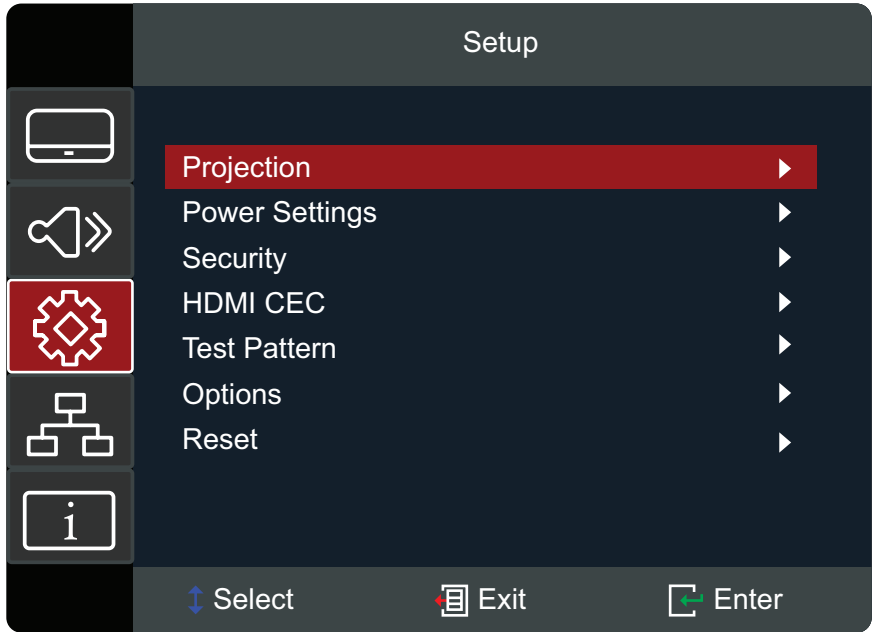 Setup
Projection
Power Settings
Security
HDMI CEC
Test Pattern
Options
Reset
i
Select Exit Enter